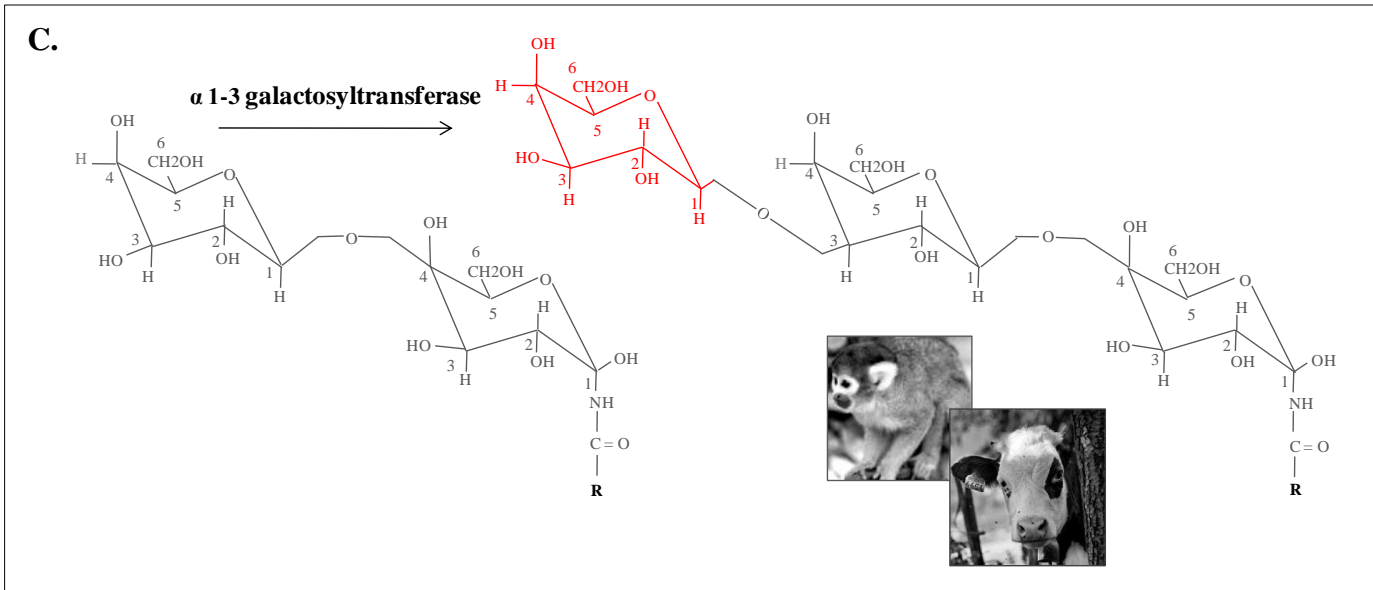 C.
α 1-3 galactosyltransferase
OH
6
H
CH2OH
O
4
5
H
HO
2
3
OH
H
1
H
O
OH
6
H
CH2OH
O
4
5
H
3
2
HO
OH
H
1
H
O
OH
6
CH2OH
O
4
5
H
HO
3
2
OH
H
OH
1
NH
C = O
R
OH
6
H
CH2OH
O
4
5
H
3
2
OH
H
1
H
O
OH
6
CH2OH
O
4
5
H
HO
3
2
OH
H
OH
1
NH
C = O
R